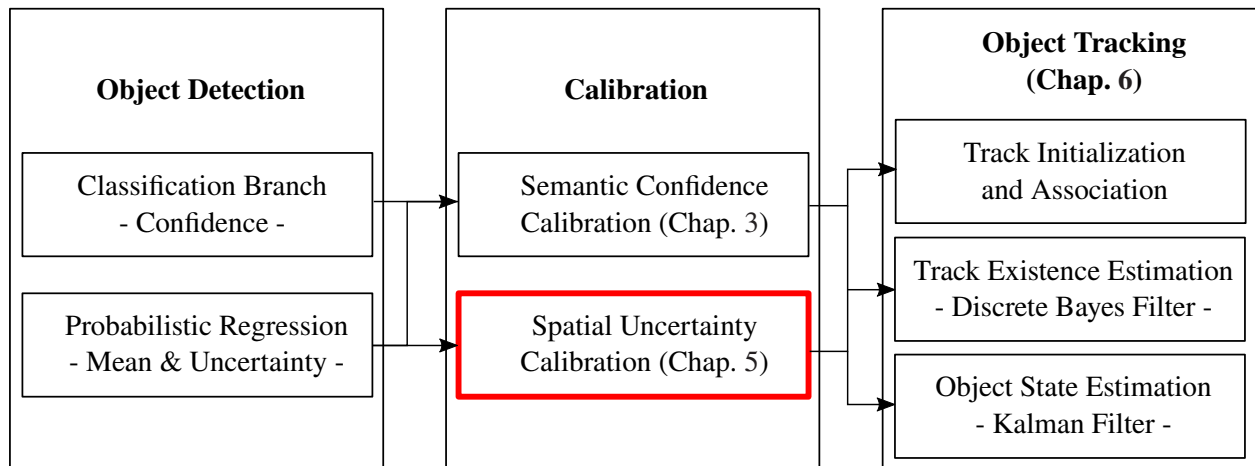 Object Detection
Classification Branch
- Confidence -
Probabilistic Regression
- Mean & Uncertainty -
Calibration
Semantic Confidence
Calibration (Chap. 3)
Spatial Uncertainty
Calibration (Chap. 5)
Object Tracking
(Chap. 6)
Track Initialization
and Association
Track Existence Estimation
- Discrete Bayes Filter -
Object State Estimation
- Kalman Filter -